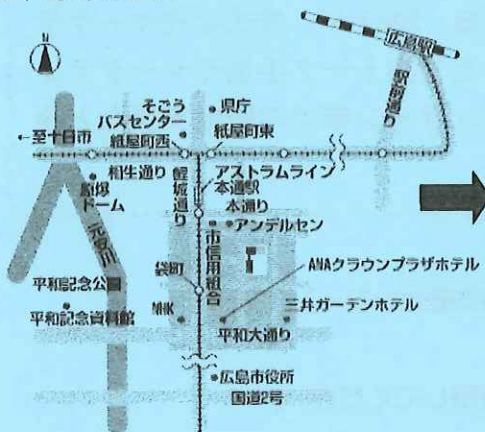 N
広島駅
駅前通り
そごう
バスセンター
県庁
紙屋町西
紙屋町東
←至十日市
相生通り
鯉城通り
アストラムライン
本通駅
本通り
原爆
ドーム
アンデルセン
市信用組合
元安川
袋町
平和記念公園
平和記念資料館
NHK
ANAクラウンプラザホテル
三井ガーデンホテル
平和大通り
広島市役所
国道2号